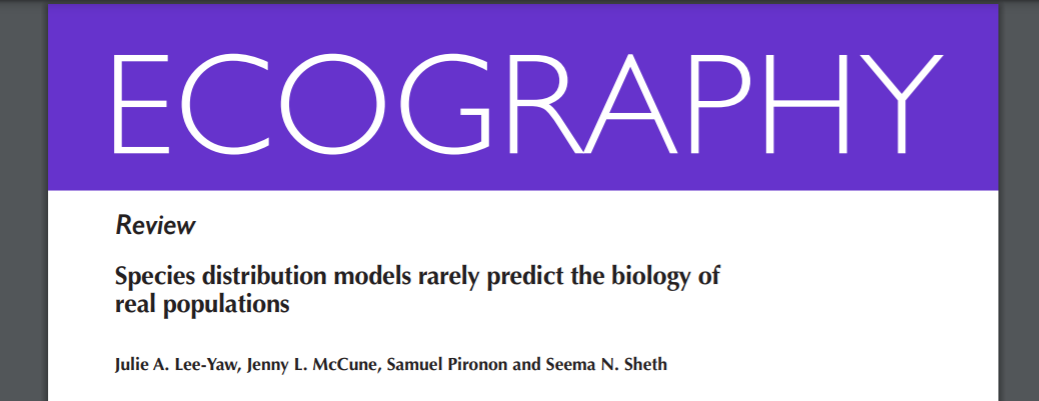 ECOGRAPHY
Review
Species distribution models rarely predict the biology of
real populations
Julie A. Lee-Yaw, Jenny L. McCune, Samuel Pironon and Seema N. Sheth